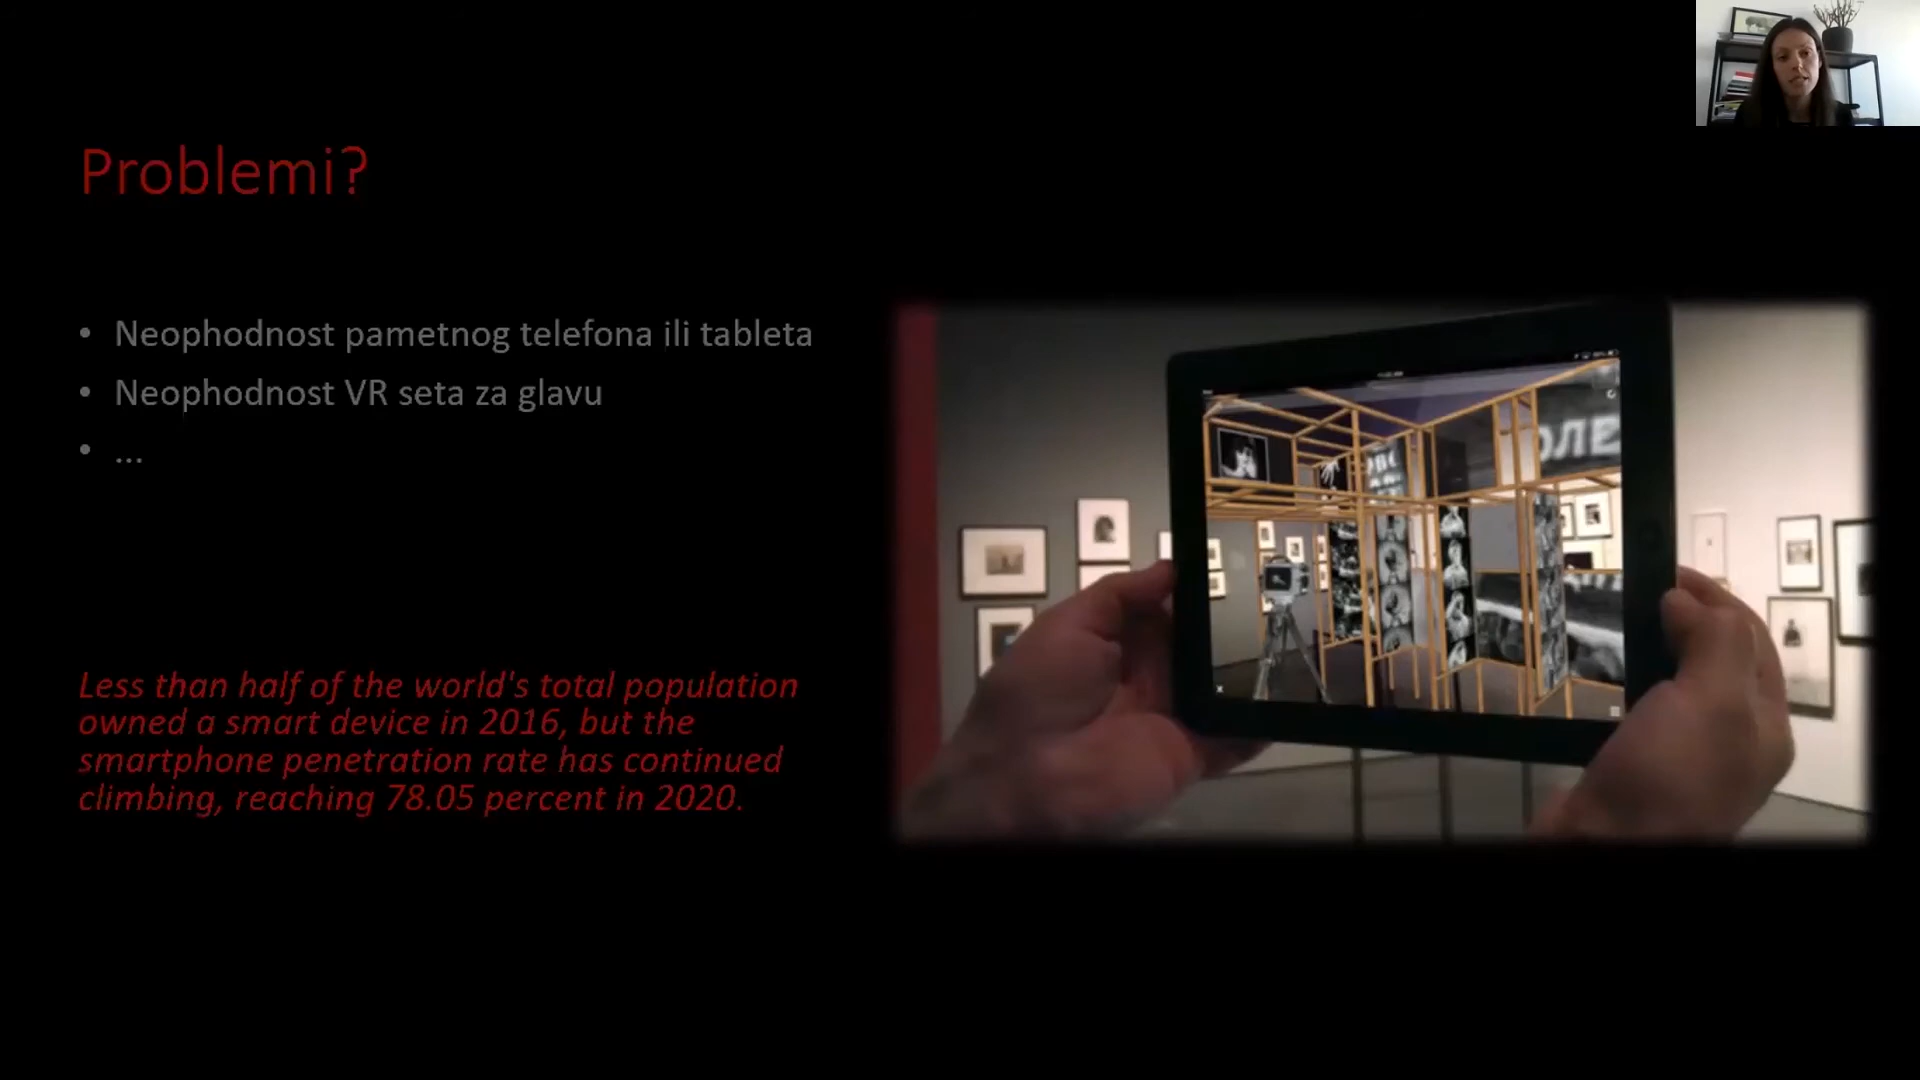 Problemi?
• Neophodnost pametnog telefona ili tableta
• Neophodnost VR seta za glavu
• ...
Less than half of the world's total population
owned a smart device in 2016, but the
smartphone penetration rate has continued
climbing, reaching 78.05 percent in 2020.
ОЛЕ